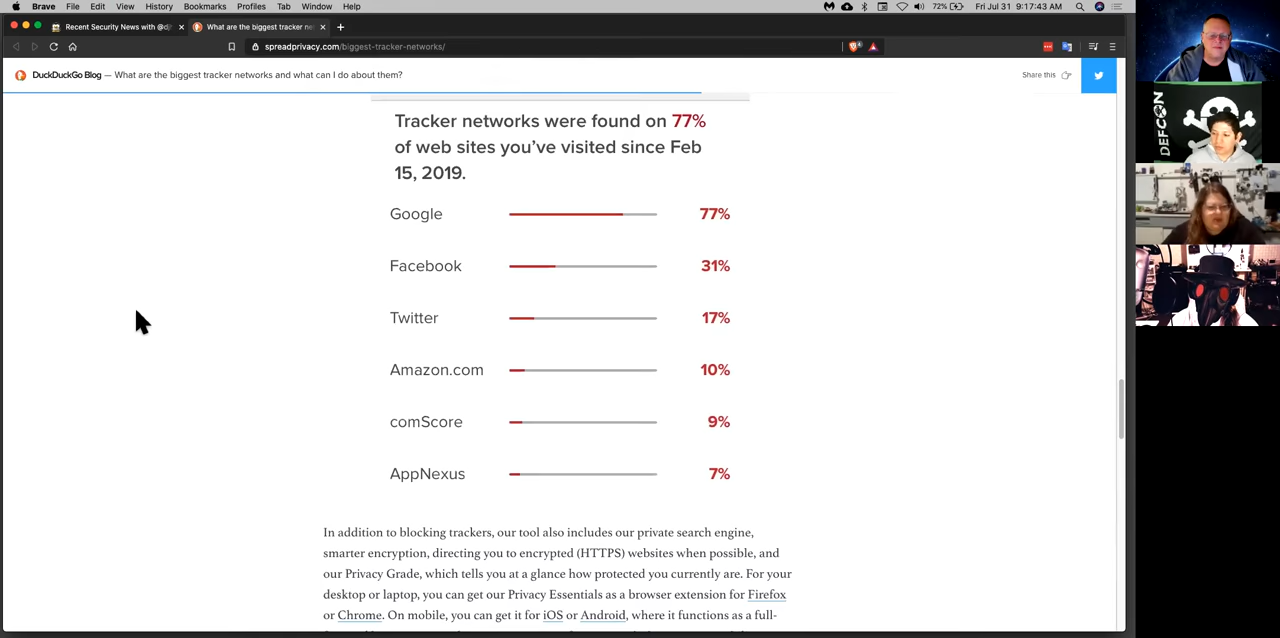 Brave File Edit View History Bookmarks Profiles Tab Window Help
72%
Fri Jul 31 9:17:43 AM
Recent Security News with
What are the biggest tracker ne
spreadprivacy.com/biggest-tracker-networks/
DuckDuckGo Blog — What are the biggest tracker networks and what can I do about them?
Share this
Tracker networks were found on 77%
of web sites you’ve visited since Feb
15, 2019.
Google 77%
Facebook 31%
Twitter 17%
Amazon.com 10%
comScore 9%
AppNexus 7%
In addition to blocking trackers, our tool also includes our private search engine,
smarter encryption, directing you to encrypted (HTTPS) websites when possible, and
our Privacy Grade, which tells you at a glance how protected you currently are. For your
desktop or laptop, you can get our Privacy Essentials as a browser extension for Firefox
or Chrome. On mobile, you can get it for iOS or Android, where it functions as a full-
DEFCON